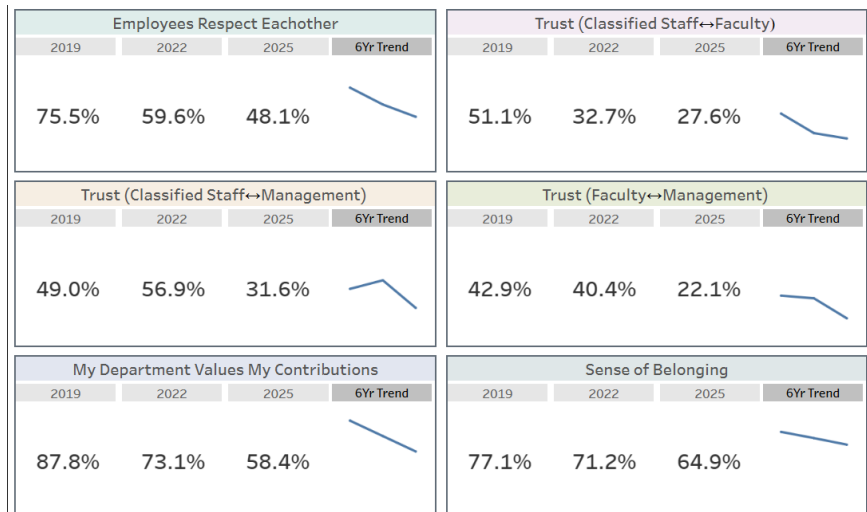 Employees Respect Eachother
2019 2022 2025 6Yr Trend
75.5% 59.6% 48.1%
Trust (Classified Staff↔Faculty)
2019 2022 2025 6Yr Trend
51.1% 32.7% 27.6%
Trust (Classified Staff↔Management)
2019 2022 2025 6Yr Trend
49.0% 56.9% 31.6%
Trust (Faculty↔Management)
2019 2022 2025 6Yr Trend
42.9% 40.4% 22.1%
My Department Values My Contributions
2019 2022 2025 6Yr Trend
87.8% 73.1% 58.4%
Sense of Belonging
2019 2022 2025 6Yr Trend
77.1% 71.2% 64.9%